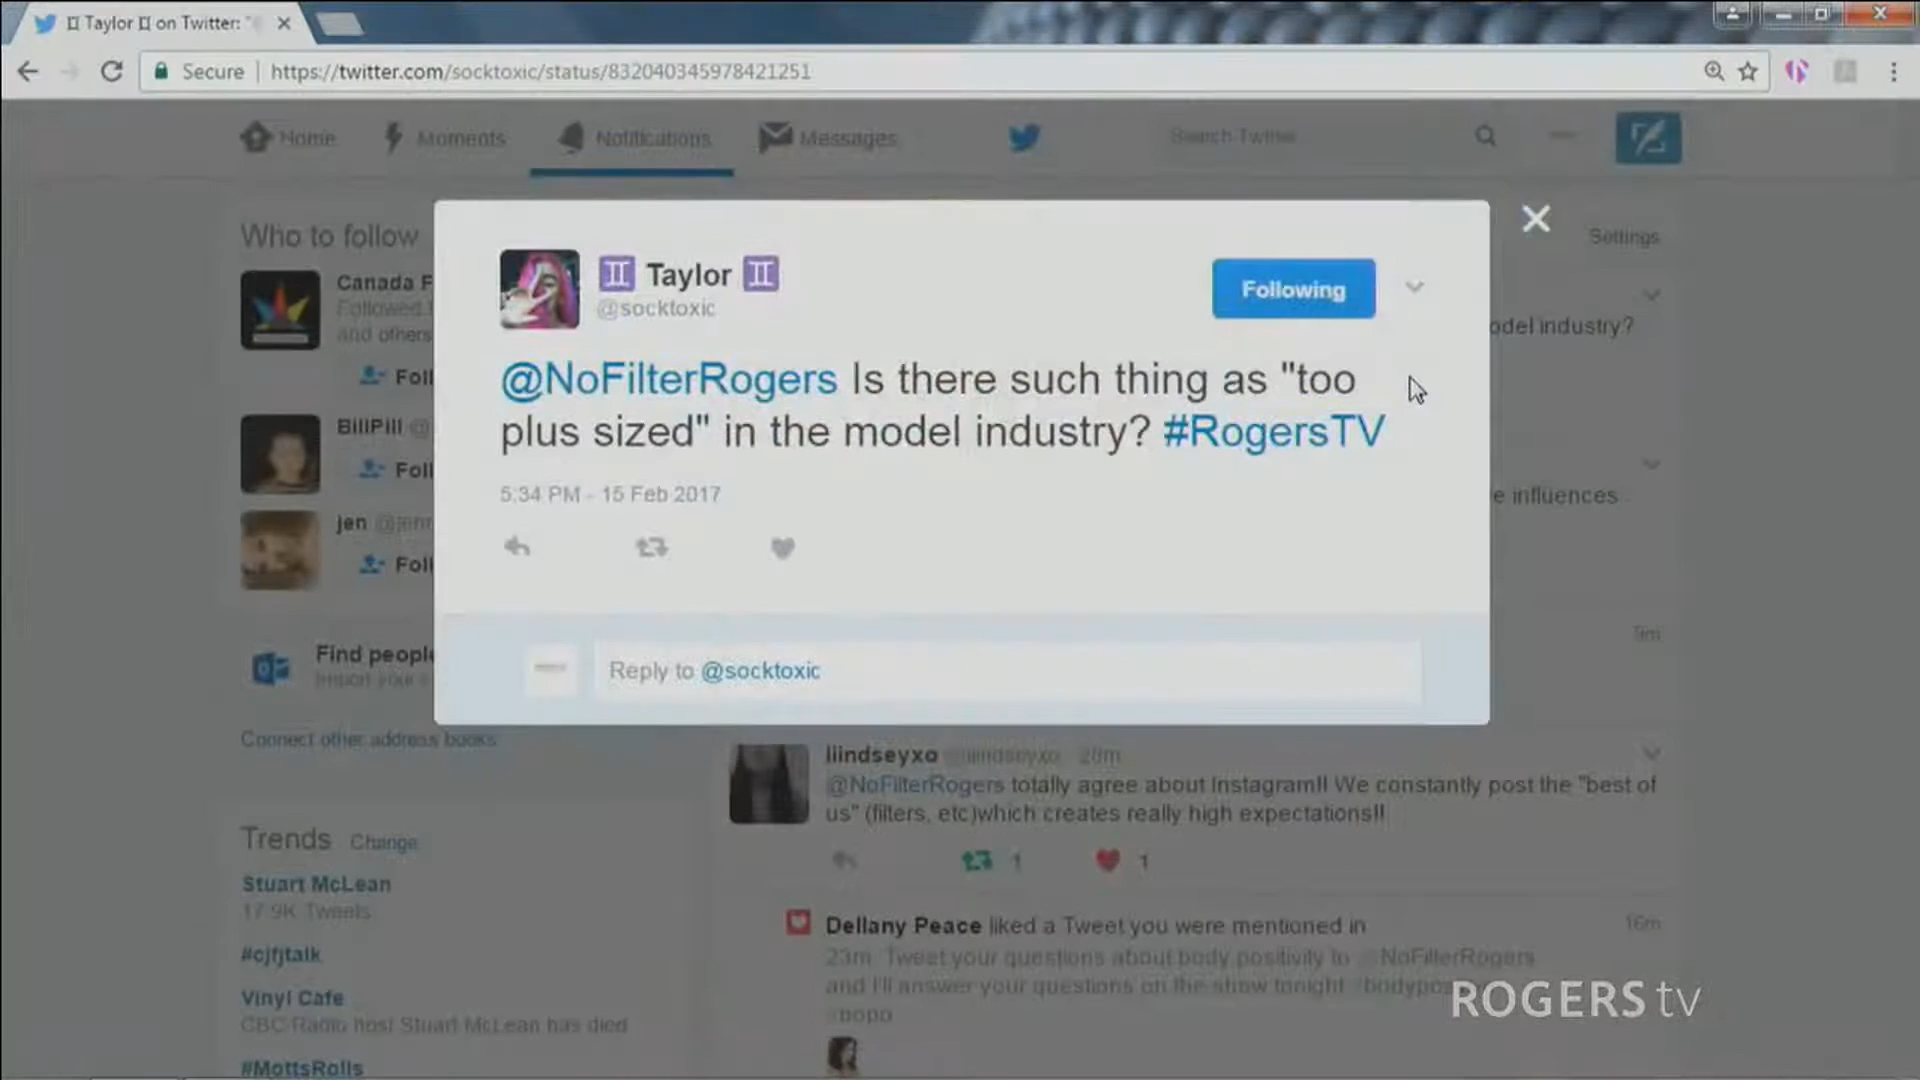 Taylor on Twitter: "
Secure https://twitter.com/socktoxic/status/832040345978421251
Home Moments Notifications Messages Search Twitter
Who to follow
Settings
Canada F
Followed
and others
Foll
BillPill @
Foll
jen @jenr
Foll
Find people
Import your
Connect other address books
Trends Change
Stuart McLean
17.9K Tweets
#cjfjtalk
Vinyl Cafe
CBC Radio host Stuart McLean has died
#MottsRolls
♊ Taylor ♊
@socktoxic
Following
@NoFilterRogers Is there such thing as "too
plus sized" in the model industry? #RogersTV
5:34 PM - 15 Feb 2017
Reply to @socktoxic
odel industry?
e influences
9m
liindseyxo @liindseyxo 28m
@NoFilterRogers totally agree about Instagram!! We constantly post the "best of
us" (filters, etc)which creates really high expectations!!
1 1
Dellany Peace liked a Tweet you were mentioned in
16m
23m: Tweet your questions about body positivity to @NoFilterRogers
and I'll answer your questions on the show tonight #bodypos
ROGERS tv